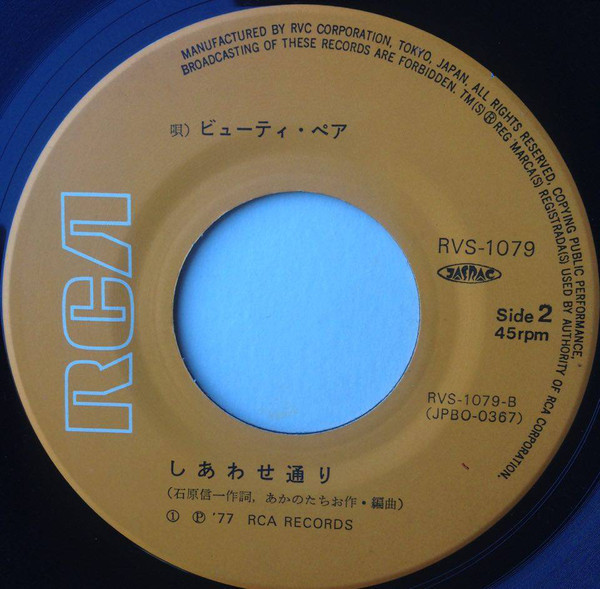 MANUFACTURED BY RVC CORPORATION, TOKYO, JAPAN, ALL RIGHTS RESERVED, COPYING PUBLIC PERFORMANCE,
BROADCASTING OF THESE RECORDS ARE FORBIDDEN. TM(S)®REG MARCA(S) REGISTRADA(S) USED BY AUTHORITY OF RCA CORPORATION.
唄）ビューティ・ペア
RCA
RVS-1079
JASRAC
Side 2
45rpm
RVS-1079-B
(JPBO-0367)
しあわせ通り
(石原信一作詞, あかのたちお作・編曲)
① Ⓟ '77 RCA RECORDS